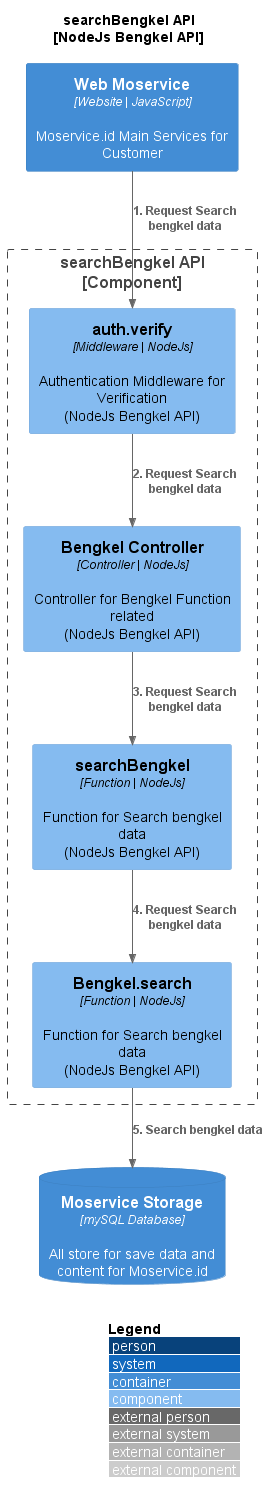 searchBengkel API
[NodeJs Bengkel API]
Web Moservice
[Website | JavaScript]
Moservice.id Main Services for
Customer
1. Request Search
bengkel data
searchBengkel API
[Component]
auth.verify
[Middleware | NodeJs]
Authentication Middleware for
Verification
(NodeJs Bengkel API)
2. Request Search
bengkel data
Bengkel Controller
[Controller | NodeJs]
Controller for Bengkel Function
related
(NodeJs Bengkel API)
3. Request Search
bengkel data
searchBengkel
[Function | NodeJs]
Function for Search bengkel
data
(NodeJs Bengkel API)
4. Request Search
bengkel data
Bengkel.search
[Function | NodeJs]
Function for Search bengkel
data
(NodeJs Bengkel API)
5. Search bengkel data
Moservice Storage
[mySQL Database]
All store for save data and
content for Moservice.id
Legend
person
system
container
component
external person
external system
external container
external component